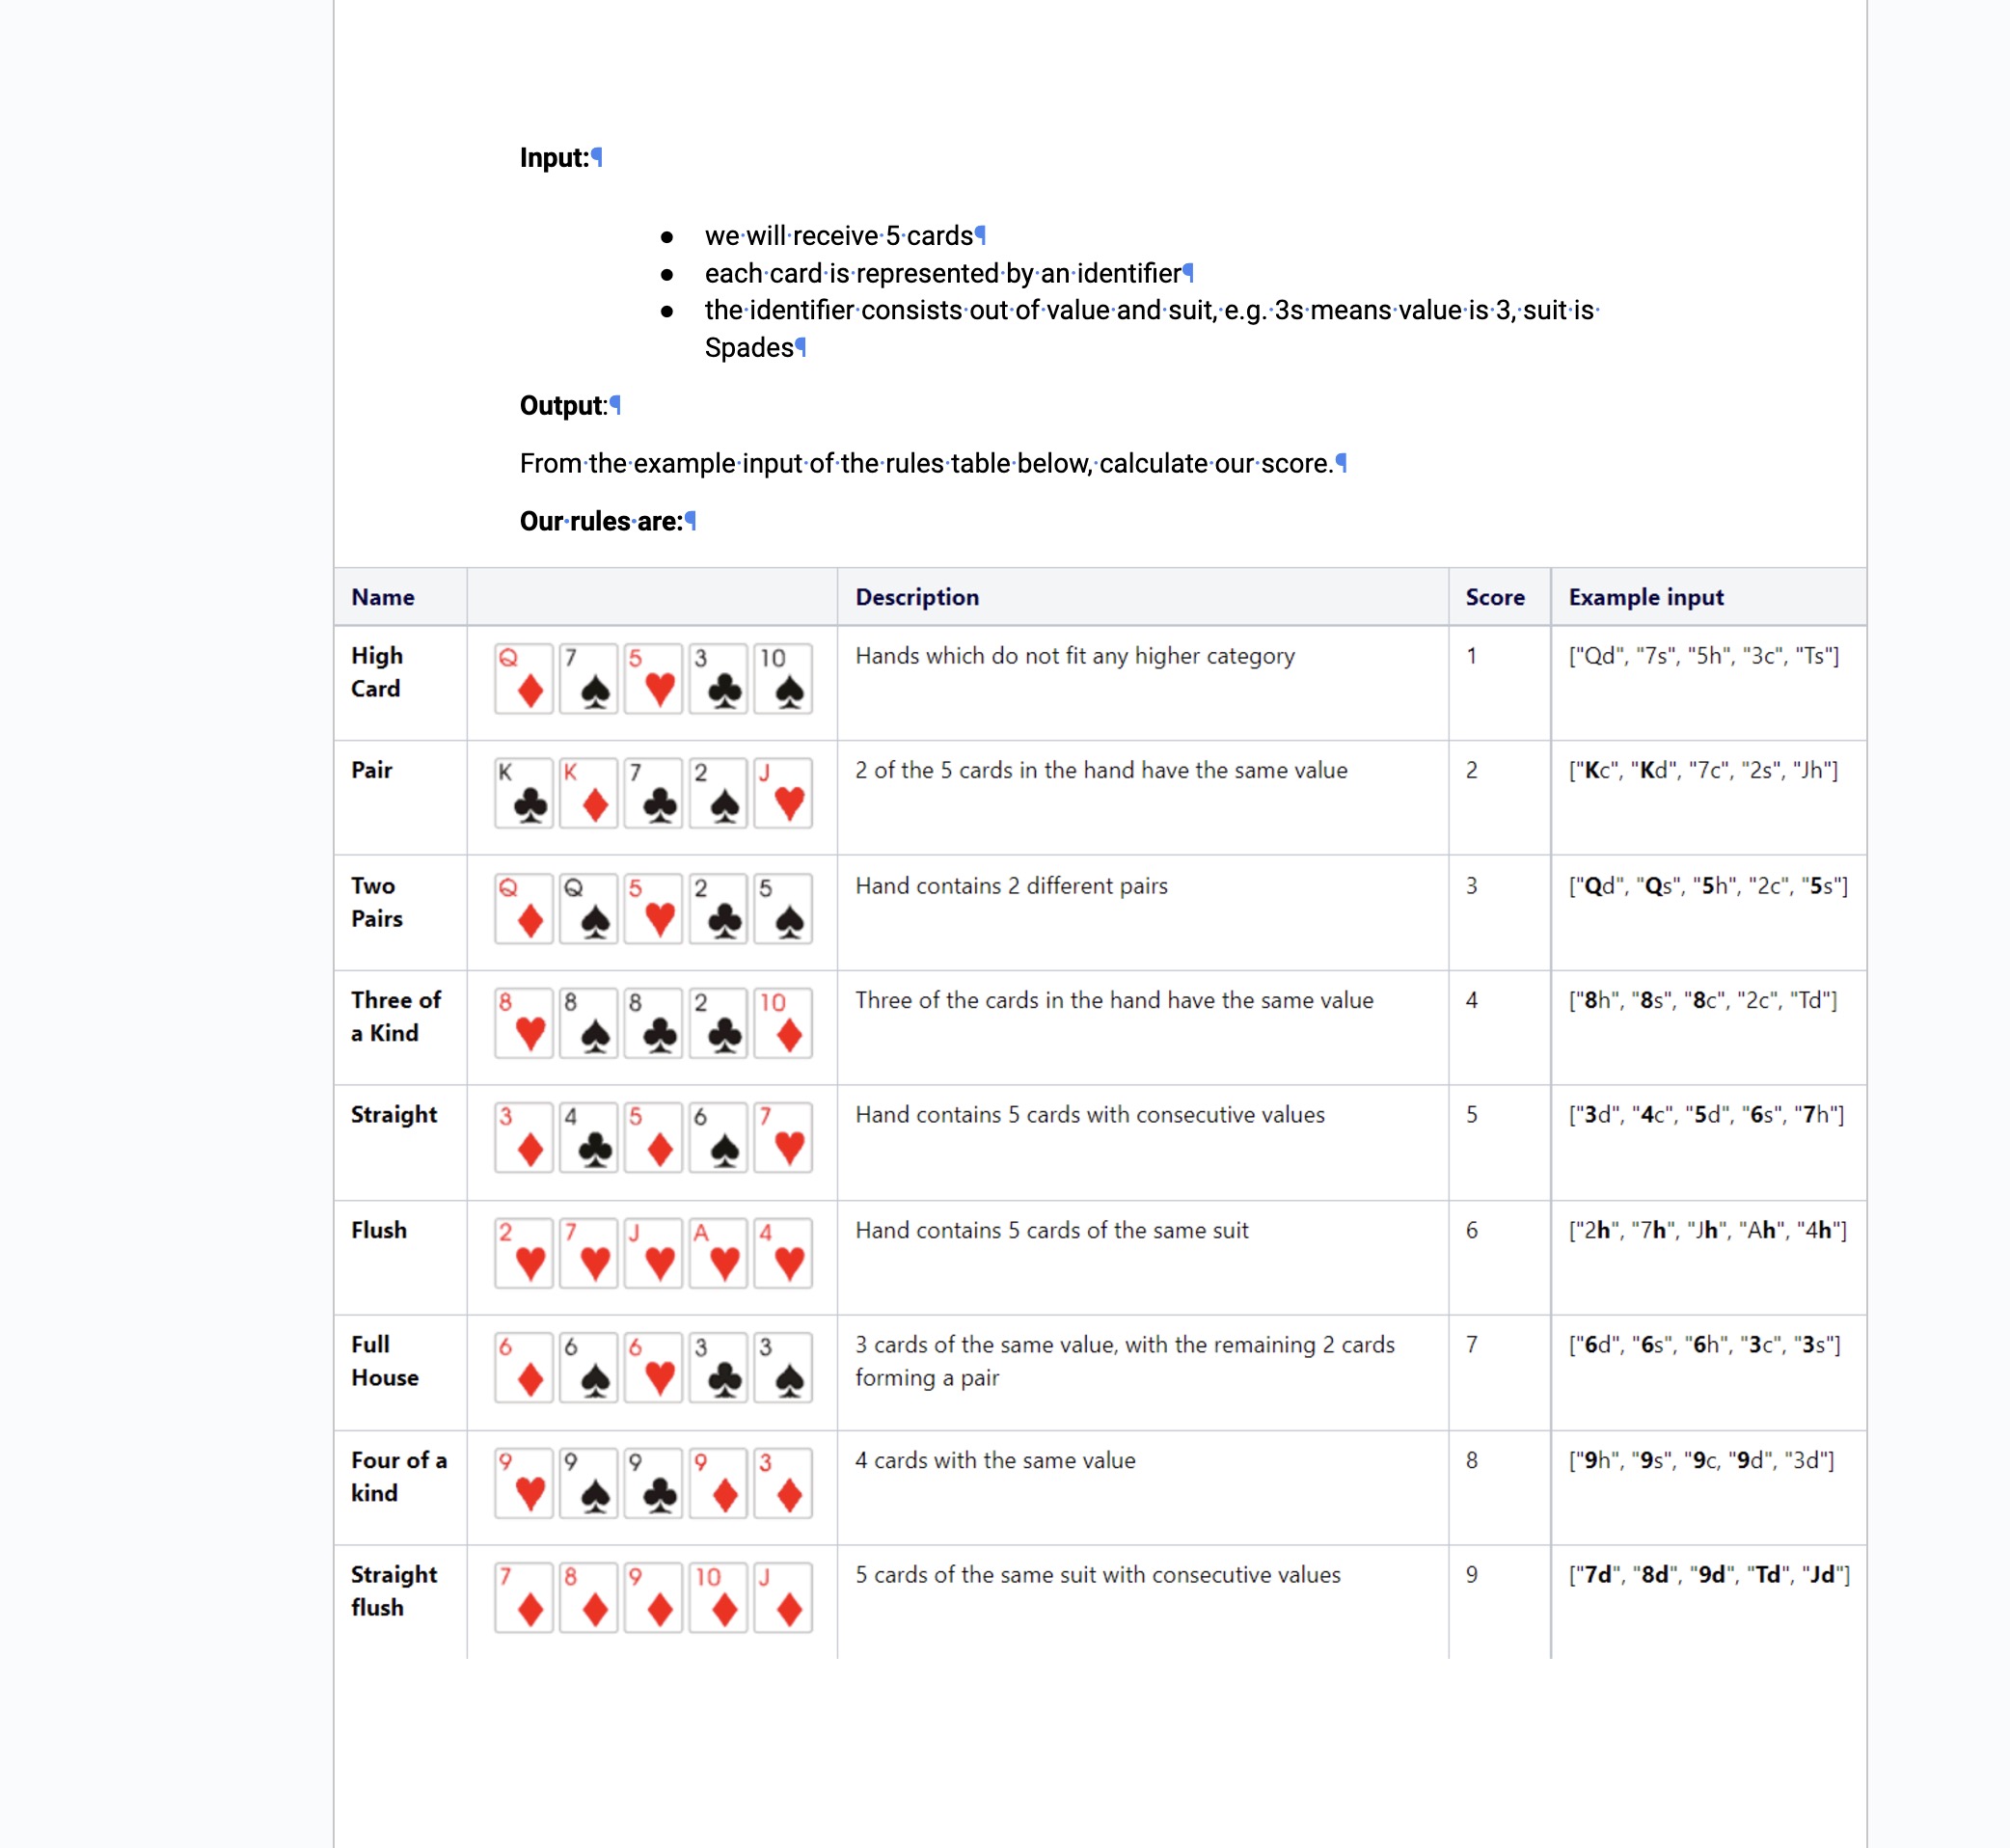 Input:¶
● we·will·receive·5·cards¶
● each·card·is·represented·by·an·identifier¶
● the·identifier·consists·out·of·value·and·suit,·e.g.·3s·means·value·is·3,·suit·is·
Spades¶
Output:¶
From·the·example·input·of·the·rules·table·below,·calculate·our·score.¶
Our·rules·are:¶
Name Description Score Example input
High Card Q 7 5 3 10 Hands which do not fit any higher category 1 ["Qd", "7s", "5h", "3c", "Ts"]
Pair K K 7 2 J 2 of the 5 cards in the hand have the same value 2 ["Kc", "Kd", "7c", "2s", "Jh"]
Two Pairs Q Q 5 2 5 Hand contains 2 different pairs 3 ["Qd", "Qs", "5h", "2c", "5s"]
Three of a Kind 8 8 8 2 10 Three of the cards in the hand have the same value 4 ["8h", "8s", "8c", "2c", "Td"]
Straight 3 4 5 6 7 Hand contains 5 cards with consecutive values 5 ["3d", "4c", "5d", "6s", "7h"]
Flush 2 7 J A 4 Hand contains 5 cards of the same suit 6 ["2h", "7h", "Jh", "Ah", "4h"]
Full House 6 6 6 3 3 3 cards of the same value, with the remaining 2 cards forming a pair 7 ["6d", "6s", "6h", "3c", "3s"]
Four of a kind 9 9 9 9 3 4 cards with the same value 8 ["9h", "9s", "9c, "9d", "3d"]
Straight flush 7 8 9 10 J 5 cards of the same suit with consecutive values 9 ["7d", "8d", "9d", "Td", "Jd"]